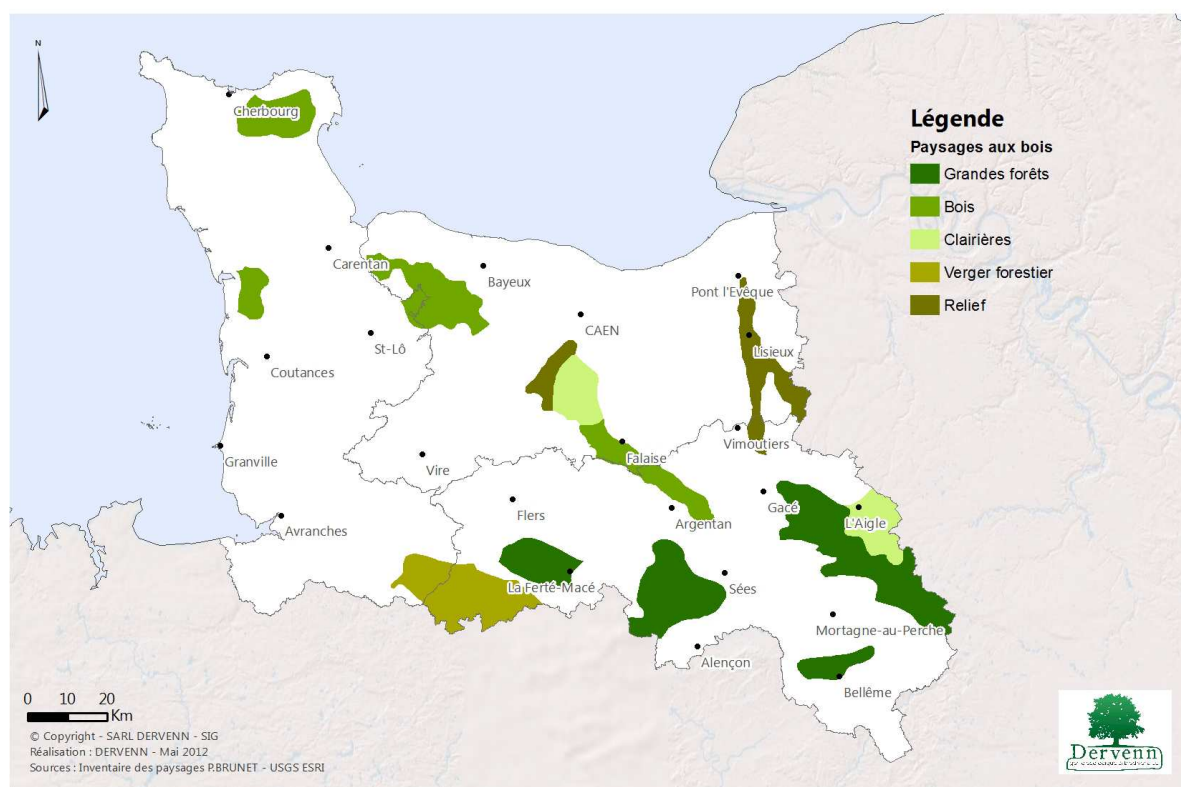 N
Cherbourg
Légende
Paysages aux bois
Grandes forêts
Bois
Clairières
Verger forestier
Relief
Carentan
Bayeux
Pont l'Evêque
CAEN
St-Lô
Lisieux
Coutances
Vimoutiers
Granville
Vire
Falaise
Flers
Gacé
Argentan
L'Aigle
Avranches
La Ferté-Macé
Sées
Mortagne-au-Perche
Alençon
Bellême
0 10 20
Km
© Copyright - SARL DERVENN - SIG
Réalisation : DERVENN - Mai 2012
Sources : Inventaire des paysages P.BRUNET - USGS ESRI
Dervenn